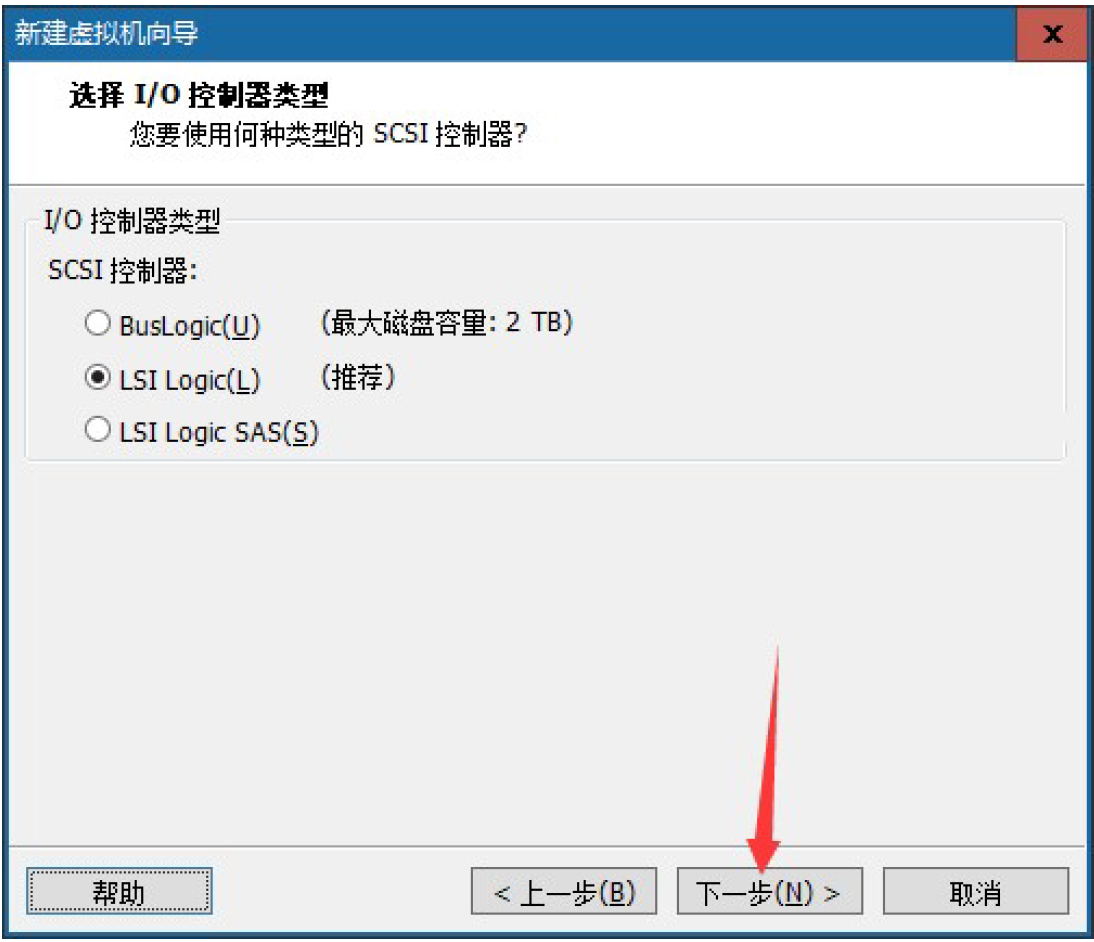 新建虚拟机向导
x
选择 I/O 控制器类型
您要使用何种类型的 SCSI 控制器?
I/O 控制器类型
SCSI 控制器:
BusLogic(U) (最大磁盘容量: 2 TB)
LSI Logic(L) (推荐)
LSI Logic SAS(S)
帮助 < 上一步(B) 下一步(N) > 取消